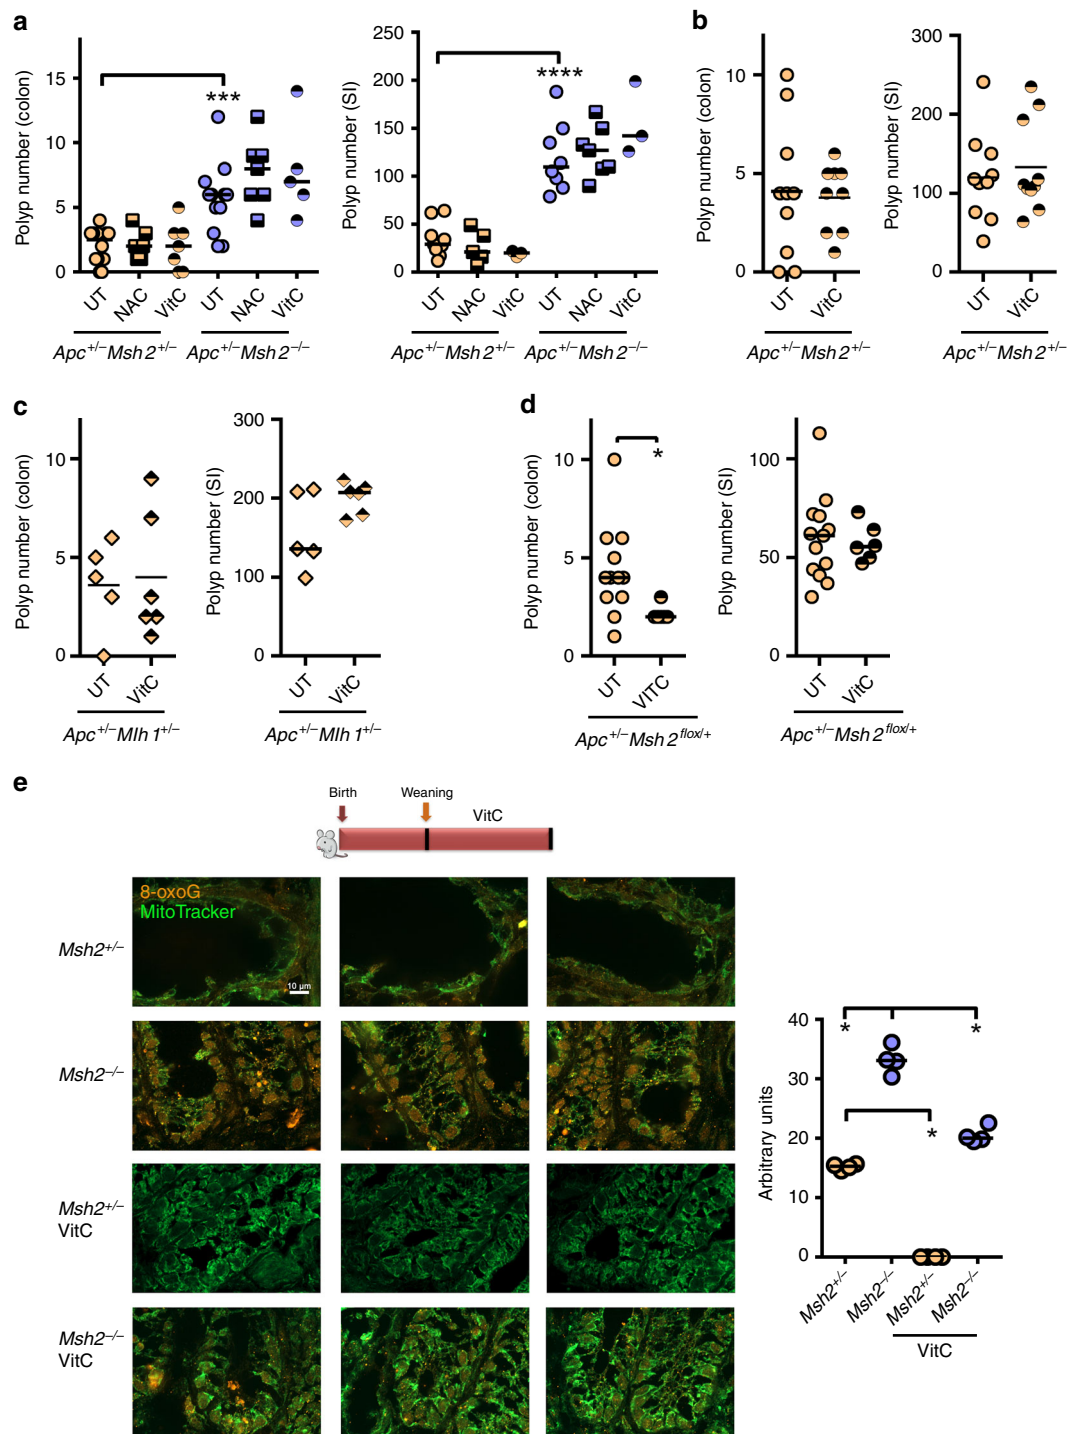 a
Polyp number (colon)
15
10
5
0
***
UT
NAC
VitC
UT
NAC
VitC
Apc+/–Msh2+/–
Apc+/–Msh2–/–
Polyp number (SI)
250
200
150
100
50
0
****
UT
NAC
VitC
UT
NAC
VitC
Apc+/–Msh2+/–
Apc+/–Msh2–/–
b
Polyp number (colon)
10
5
0
UT
VitC
Apc+/–Msh2+/–
Polyp number (SI)
300
200
100
0
UT
VitC
Apc+/–Msh2+/–
c
Polyp number (colon)
10
5
0
UT
VitC
Apc+/–Mlh1+/–
Polyp number (SI)
300
200
100
0
UT
VitC
Apc+/–Mlh1+/–
d
Polyp number (colon)
10
5
0
*
UT
VITC
Apc+/–Msh2flox/+
Polyp number (SI)
100
50
0
UT
VitC
Apc+/–Msh2flox/+
e
Birth
Weaning
VitC
8-oxoG
MitoTracker
10 µm
Msh2+/–
Msh2–/–
Msh2+/–
VitC
Msh2–/–
VitC
Arbitrary units
40
30
20
10
0
*
*
*
Msh2+/–
Msh2–/–
Msh2+/–
Msh2–/–
VitC